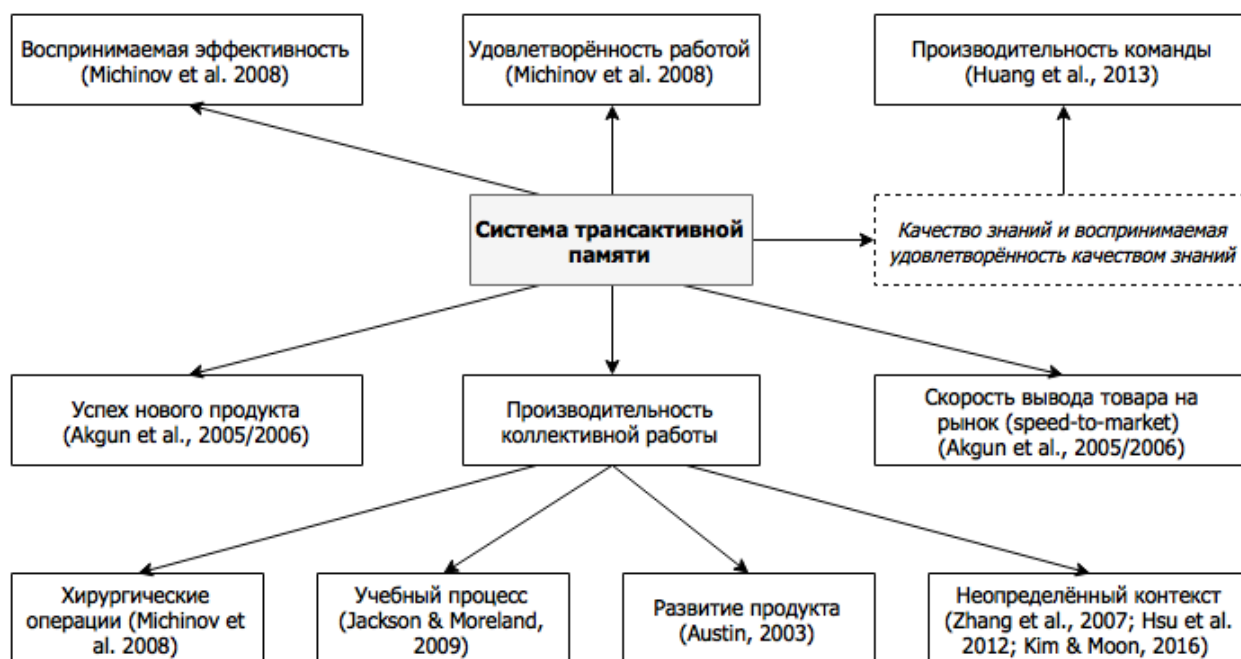 Воспринимаемая эффективность
(Michinov et al. 2008)
Удовлетворённость работой
(Michinov et al. 2008)
Производительность команды
(Huang et al., 2013)
Система трансактивной
памяти
Качество знаний и воспринимаемая
удовлетворённость качеством знаний
Успех нового продукта
(Akgun et al., 2005/2006)
Производительность
коллективной работы
Скорость вывода товара на
рынок (speed-to-market)
(Akgun et al., 2005/2006)
Хирургические
операции (Michinov et
al. 2008)
Учебный процесс
(Jackson & Moreland,
2009)
Развитие продукта
(Austin, 2003)
Неопределённый контекст
(Zhang et al., 2007; Hsu et al.
2012; Kim & Moon, 2016)